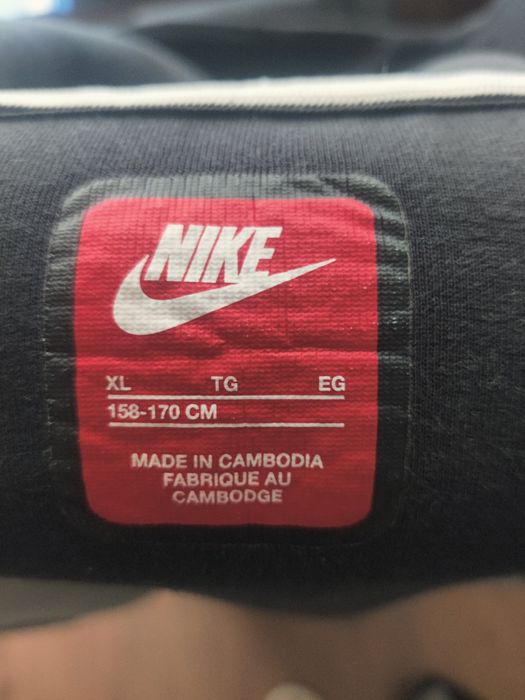 NIKE
XL TG EG
158-170 CM
MADE IN CAMBODIA
FABRIQUE AU
CAMBODGE